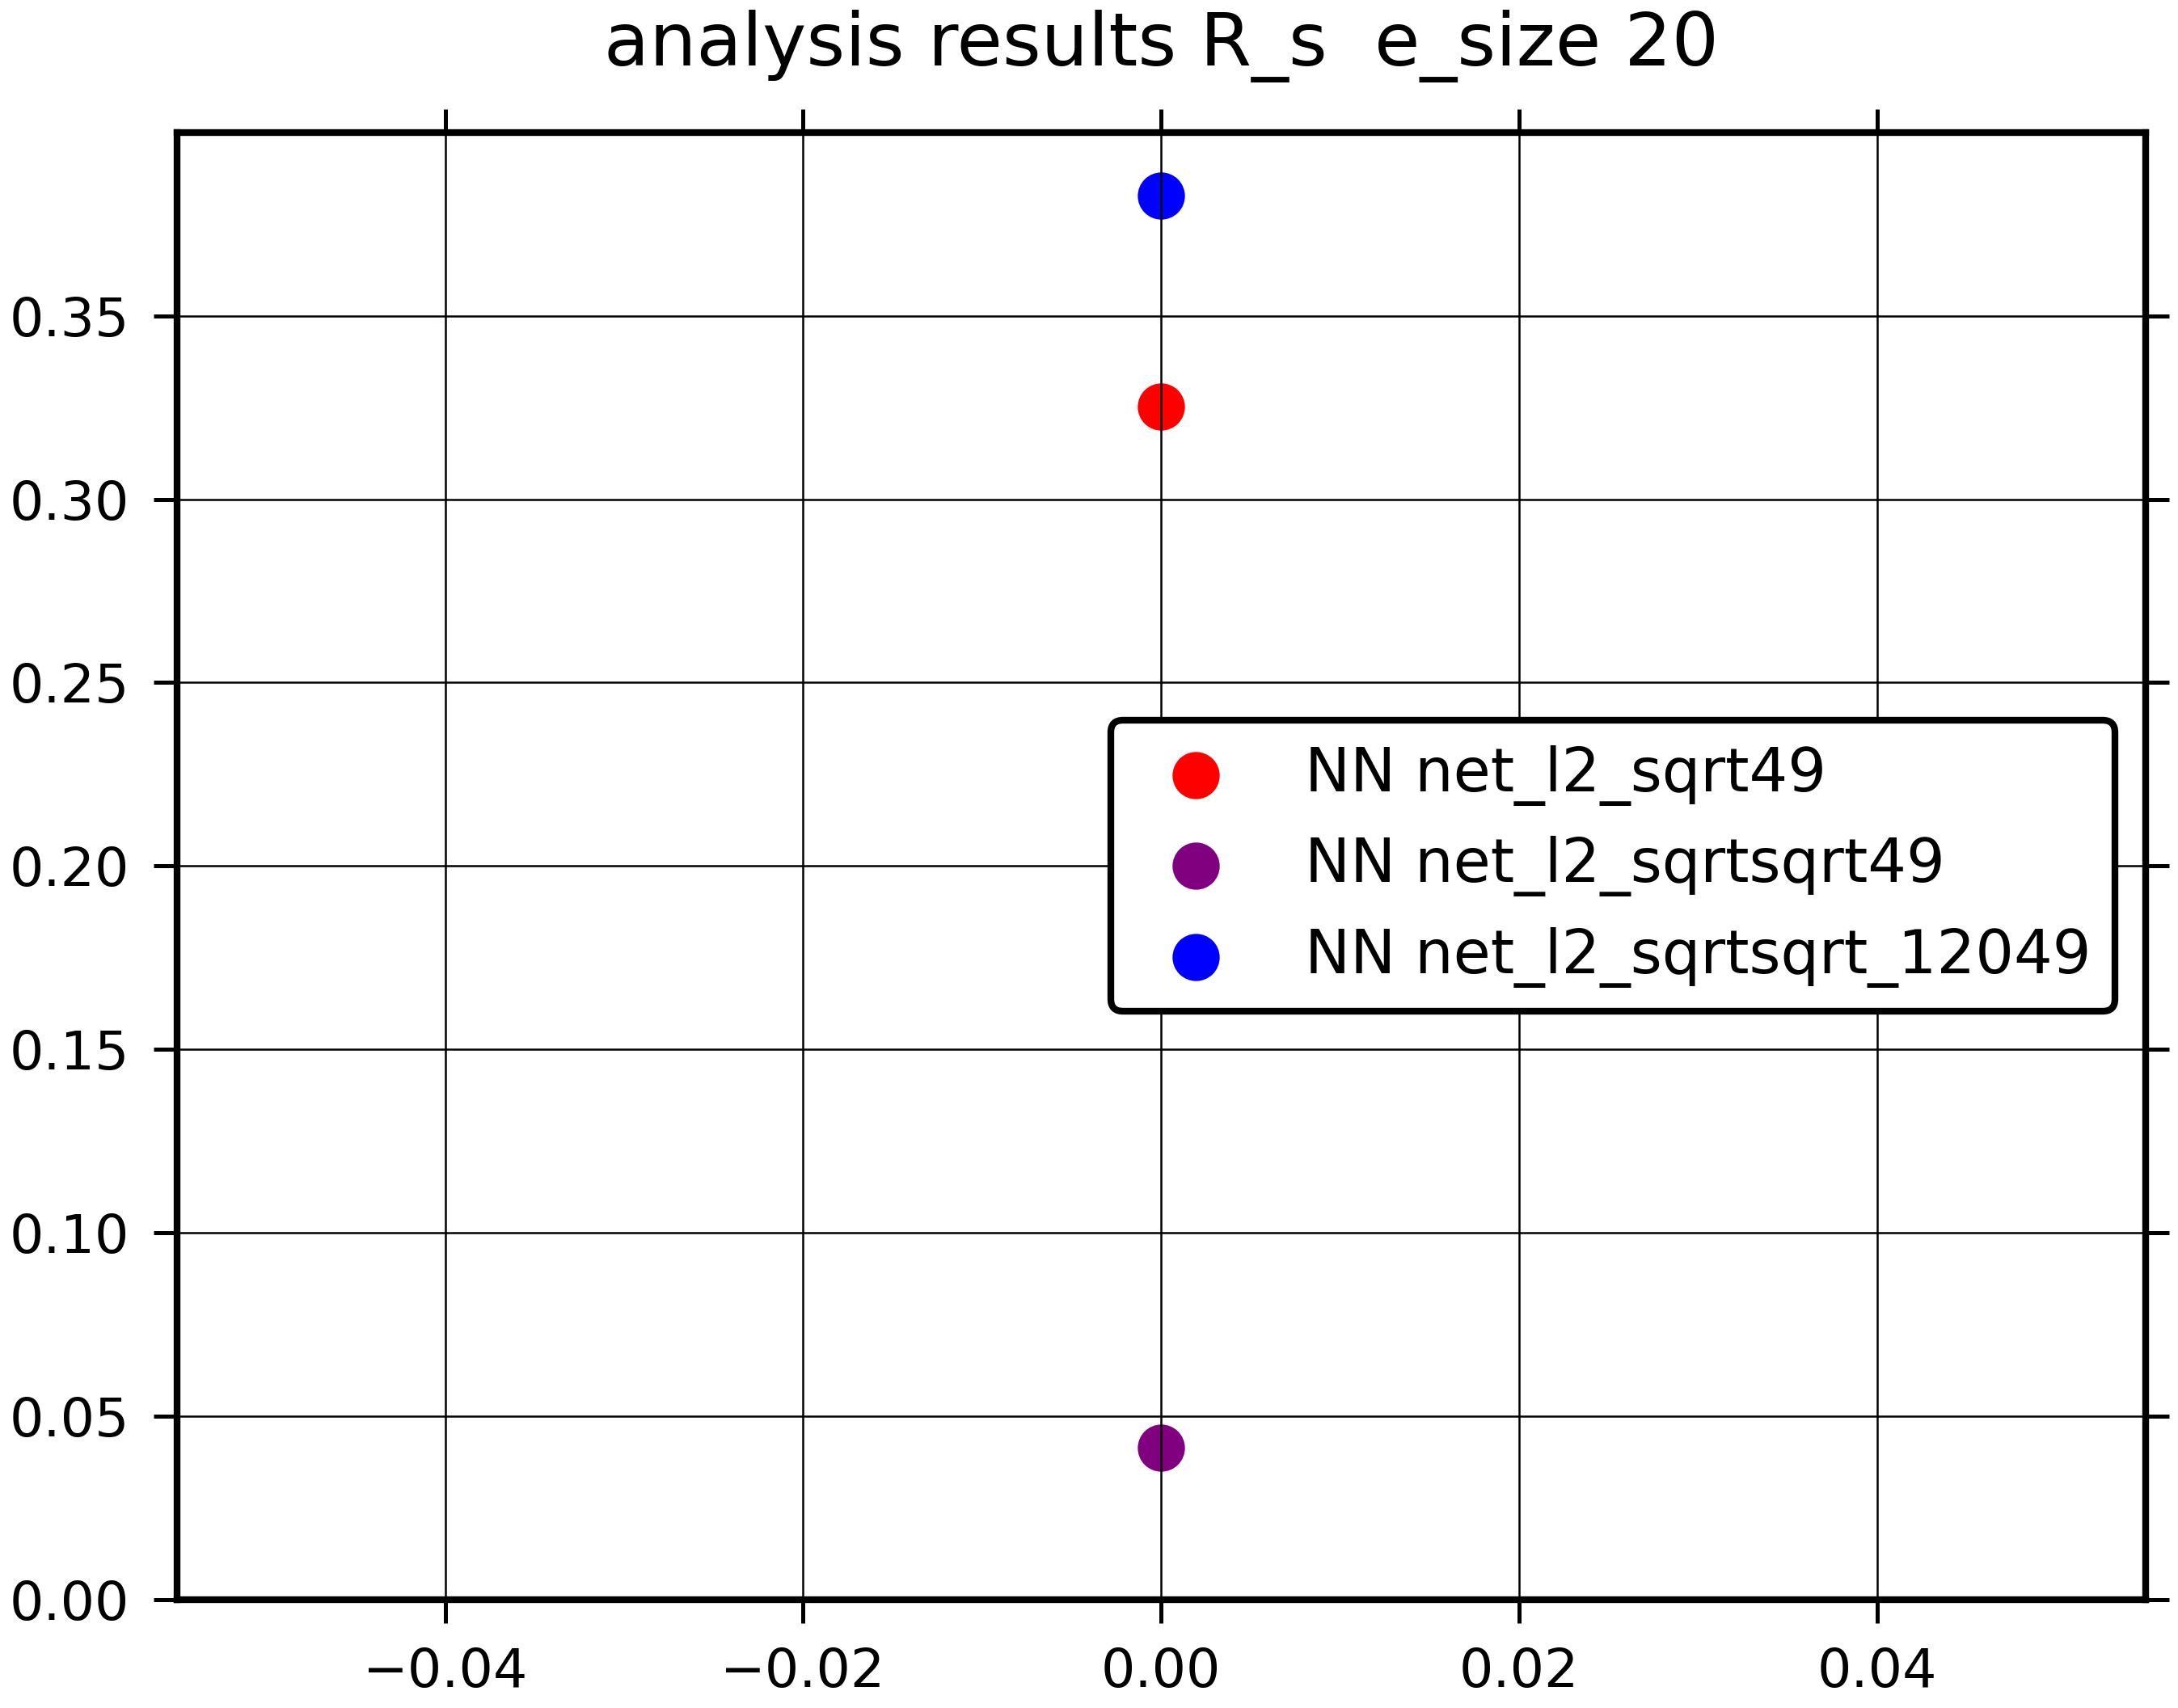 analysis results R_s  e_size 20
0.35
0.30
0.25
0.20
0.15
0.10
0.05
0.00
NN net_l2_sqrt49
NN net_l2_sqrtsqrt49
NN net_l2_sqrtsqrt_12049
−0.04 −0.02 0.00 0.02 0.04